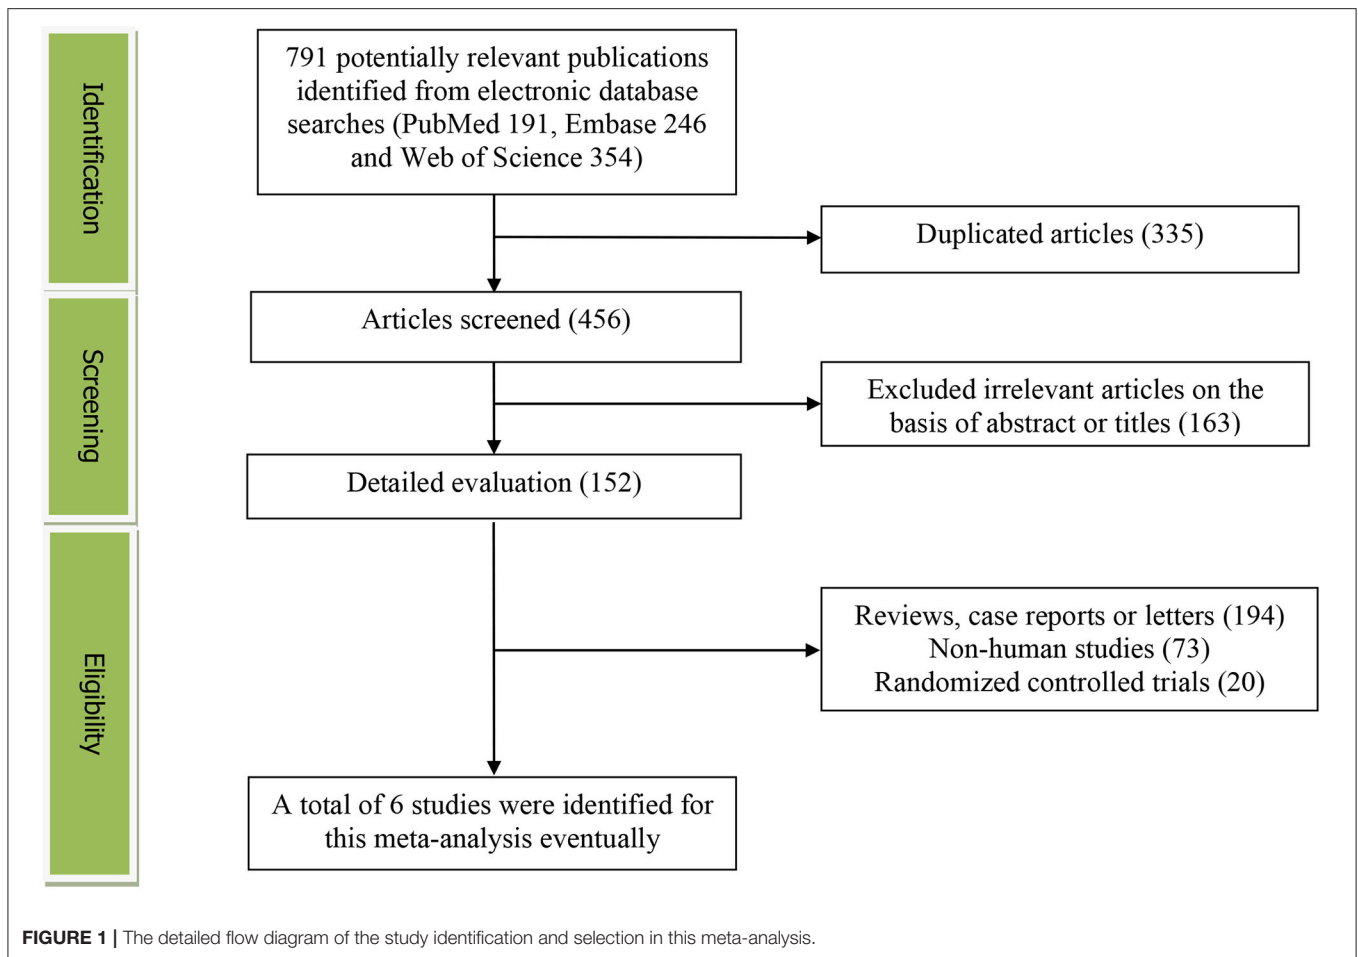 Identification
791 potentially relevant publications
identified from electronic database
searches (PubMed 191, Embase 246
and Web of Science 354)
Duplicated articles (335)
Screening
Articles screened (456)
Excluded irrelevant articles on the
basis of abstract or titles (163)
Detailed evaluation (152)
Eligibility
Reviews, case reports or letters (194)
Non-human studies (73)
Randomized controlled trials (20)
A total of 6 studies were identified for
this meta-analysis eventually
FIGURE 1 | The detailed flow diagram of the study identification and selection in this meta-analysis.